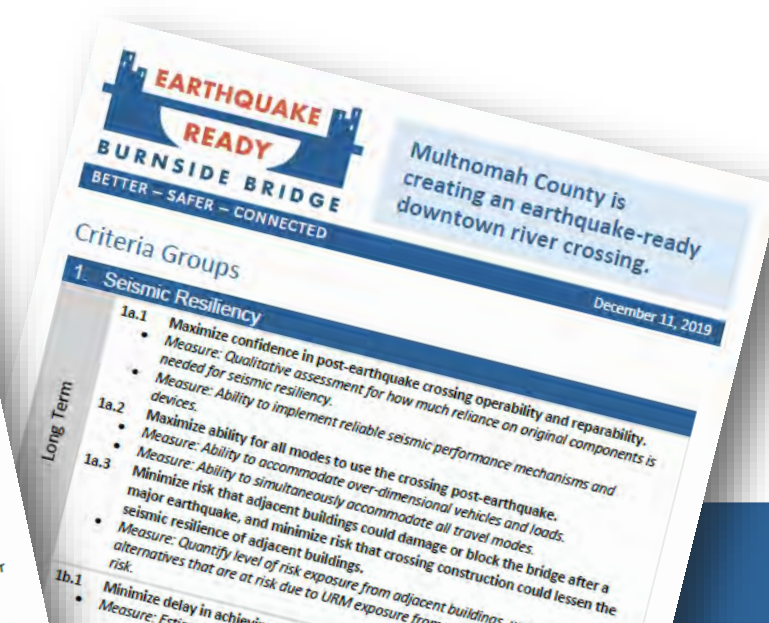 EARTHQUAKE
READY
BURNSIDE BRIDGE
BETTER – SAFER – CONNECTED
Multnomah County is
creating an earthquake-ready
downtown river crossing.
December 11, 2019
Criteria Groups
1. Seismic Resiliency
Long Term
1a.1 Maximize confidence in post-earthquake crossing operability and reparability.
• Measure: Qualitative assessment for how much reliance on original components is
needed for seismic resiliency.
• Measure: Ability to implement reliable seismic performance mechanisms and
devices.
1a.2 Maximize ability for all modes to use the crossing post-earthquake.
• Measure: Ability to accommodate over-dimensional vehicles and loads.
• Measure: Ability to simultaneously accommodate all travel modes.
1a.3 Minimize risk that adjacent buildings could damage or block the bridge after a
major earthquake, and minimize risk that crossing construction could lessen the
seismic resilience of adjacent buildings.
• Measure: Quantify level of risk exposure from adjacent buildings,
alternatives that are at risk due to URM exposure from
risk.
1b.1 Minimize delay in
• Measure: